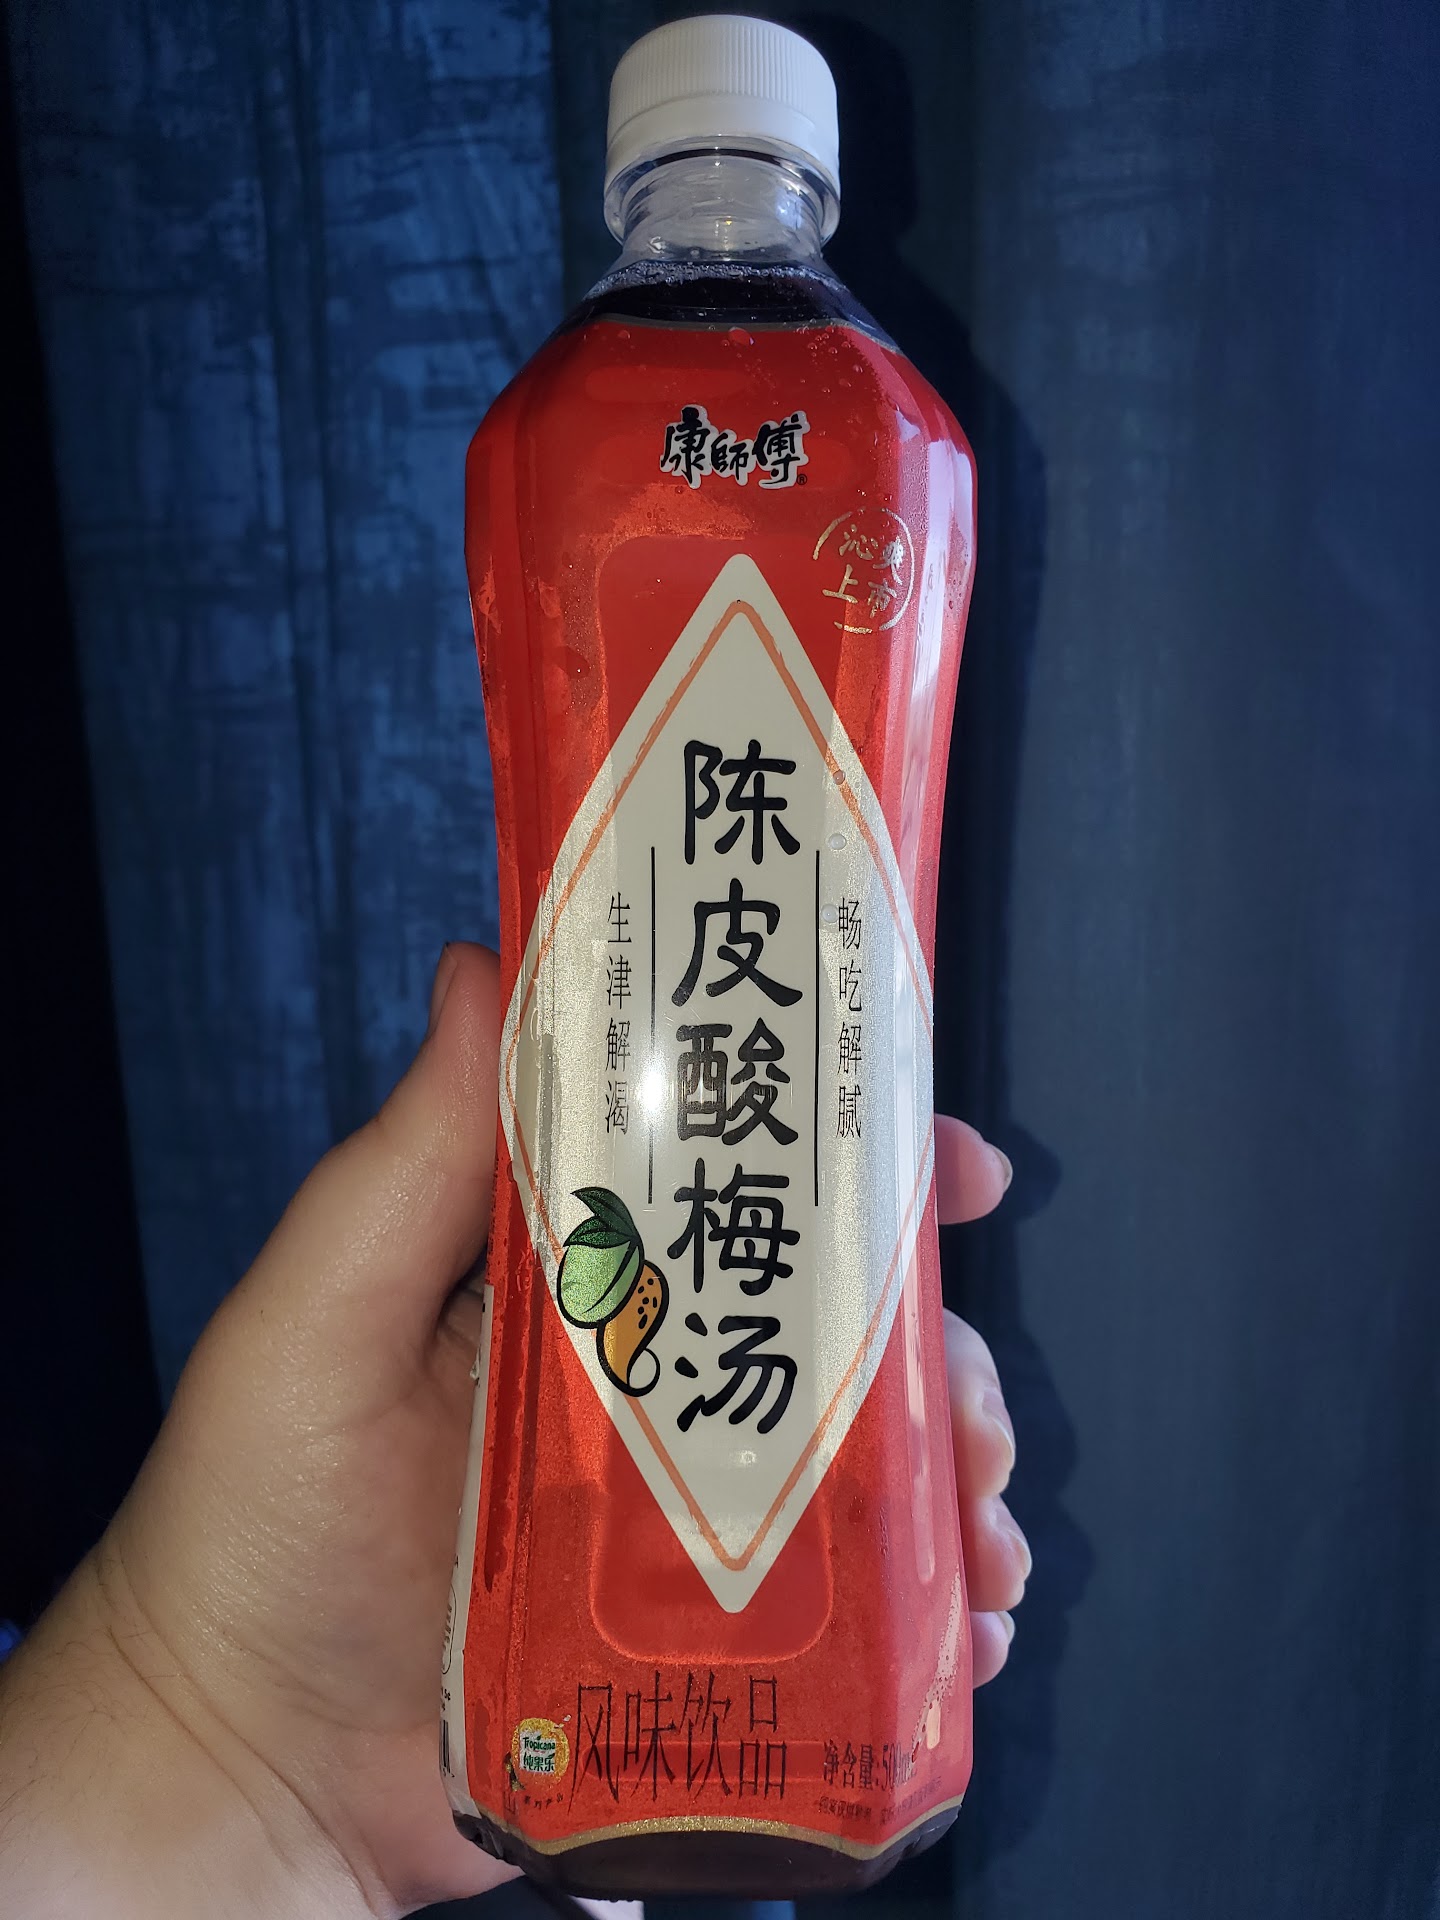 康師傅®
沁爽
上市
陈皮酸梅汤
畅吃解腻
生津解渴
风味饮品
Tropicana
纯果乐
净含量:500